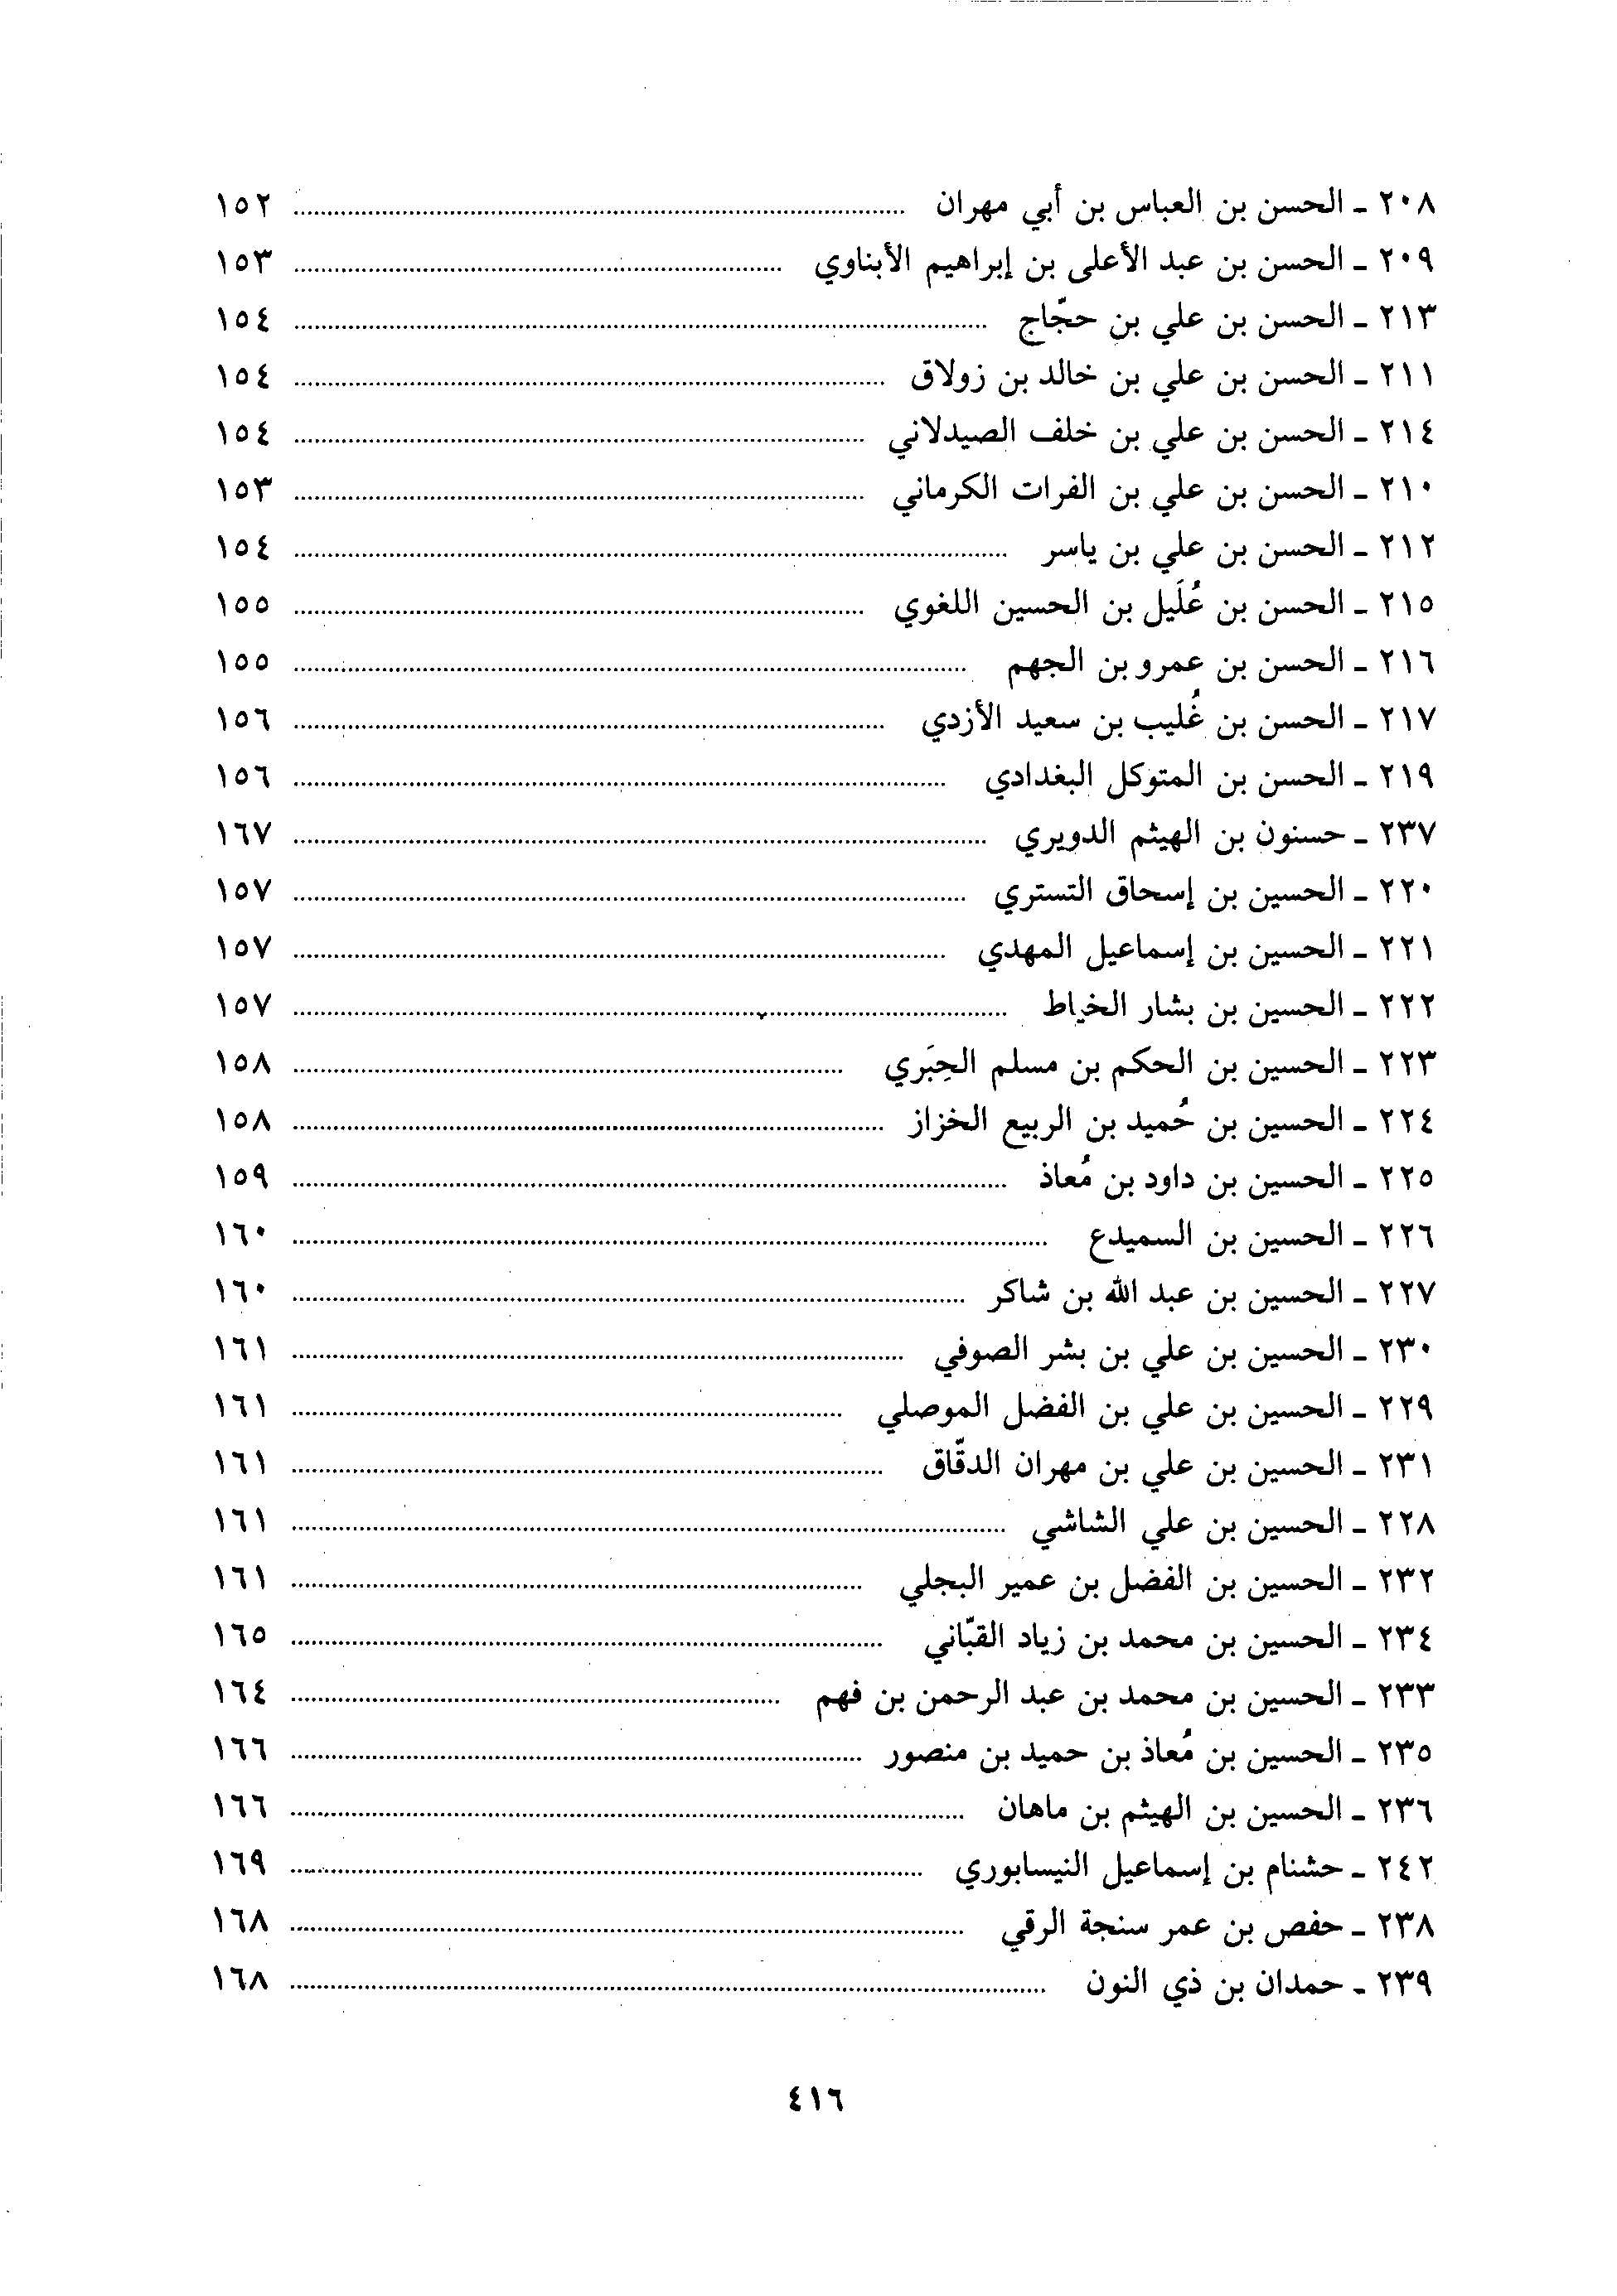 ٢٠٨ ـ الحسن بن العباس بن أبي مهران ........ ١٥٢
٢٠٩ ـ الحسن بن عبد الأعلى بن إبراهيم الأبناوي ........ ١٥٣
٢١٣ ـ الحسن بن علي بن حجّاج ........ ١٥٤
٢١١ ـ الحسن بن علي بن خالد بن زولاق ........ ١٥٤
٢١٤ ـ الحسن بن علي بن خلف الصيدلاني ........ ١٥٤
٢١٠ ـ الحسن بن علي بن الفرات الكرماني ........ ١٥٣
٢١٢ ـ الحسن بن علي بن ياسر ........ ١٥٤
٢١٥ ـ الحسن بن عُلَيل بن الحسين اللغوي ........ ١٥٥
٢١٦ ـ الحسن بن عمرو بن الجهم ........ ١٥٥
٢١٧ ـ الحسن بن غُليب بن سعيد الأزدي ........ ١٥٦
٢١٩ ـ الحسن بن المتوكل البغدادي ........ ١٥٦
٢٣٧ ـ حسنون بن الهيثم الدويري ........ ١٦٧
٢٢٠ ـ الحسين بن إسحاق التستري ........ ١٥٧
٢٢١ ـ الحسين بن إسماعيل المهدي ........ ١٥٧
٢٢٢ ـ الحسين بن بشار الخياط ........ ١٥٧
٢٢٣ ـ الحسين بن الحكم بن مسلم الحِبَري ........ ١٥٨
٢٢٤ ـ الحسين بن حُميد بن الربيع الخزاز ........ ١٥٨
٢٢٥ ـ الحسين بن داود بن مُعاذ ........ ١٥٩
٢٢٦ ـ الحسين بن السميدع ........ ١٦٠
٢٢٧ ـ الحسين بن عبد الله بن شاكر ........ ١٦٠
٢٣٠ ـ الحسين بن علي بن بشر الصوفي ........ ١٦١
٢٢٩ ـ الحسين بن علي بن الفضل الموصلي ........ ١٦١
٢٣١ ـ الحسين بن علي بن مهران الدقّاق ........ ١٦١
٢٢٨ ـ الحسين بن علي الشاشي ........ ١٦١
٢٣٢ ـ الحسين بن الفضل بن عمير البجلي ........ ١٦١
٢٣٤ ـ الحسين بن محمد بن زياد القبّاني ........ ١٦٥
٢٣٣ ـ الحسين بن محمد بن عبد الرحمن بن فهم ........ ١٦٤
٢٣٥ ـ الحسين بن مُعاذ بن حميد بن منصور ........ ١٦٦
٢٣٦ ـ الحسين بن الهيثم بن ماهان ........ ١٦٦
٢٤٢ ـ حشنام بن إسماعيل النيسابوري ........ ١٦٩
٢٣٨ ـ حفص بن عمر سنجة الرقي ........ ١٦٨
٢٣٩ ـ حمدان بن ذي النون ........ ١٦٨
٤١٦